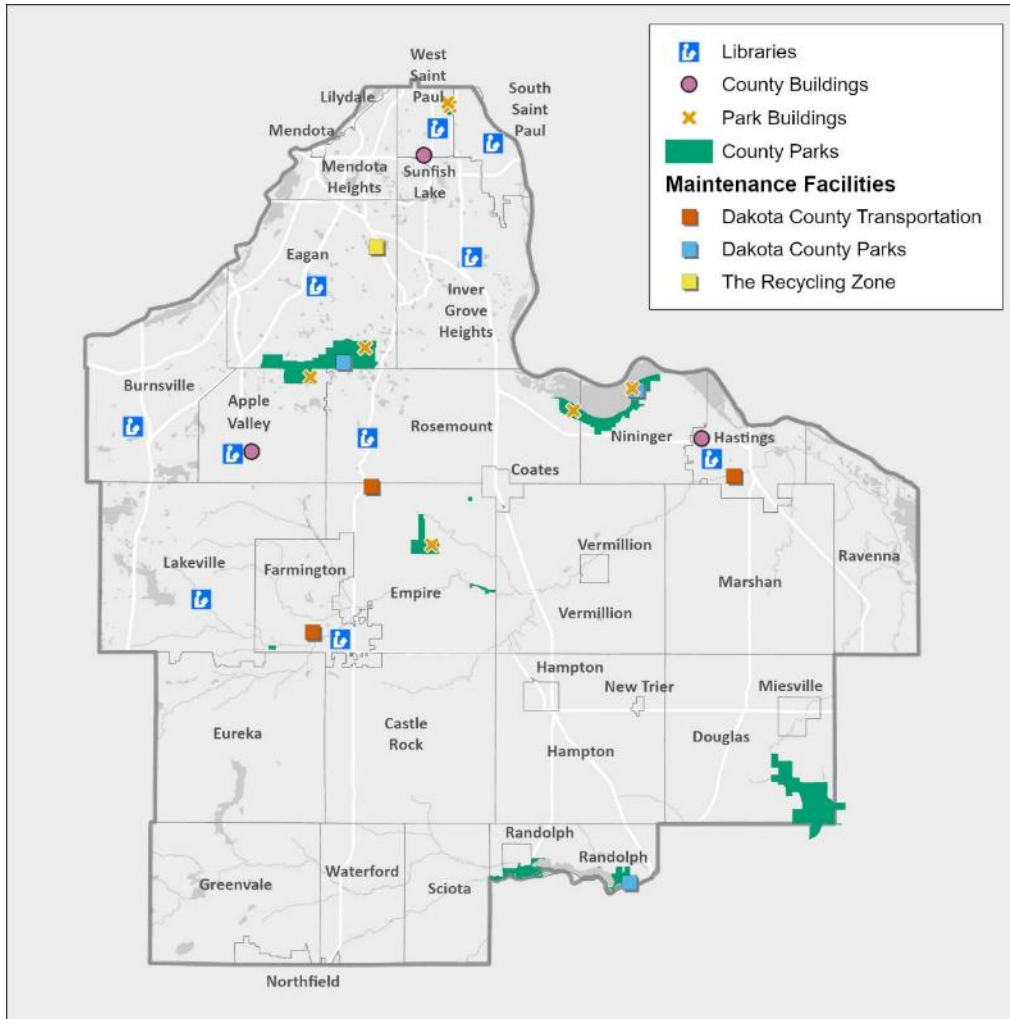 West
Saint
Paul
Lilydale
South
Saint
Paul
Mendota
Mendota
Heights
Sunfish
Lake
Eagan
Inver
Grove
Heights
Burnsville
Apple
Valley
Rosemount
Nininger
Hastings
Coates
Lakeville
Farmington
Empire
Vermillion
Vermillion
Marshan
Ravenna
Hampton
New Trier
Miesville
Eureka
Castle
Rock
Hampton
Douglas
Randolph
Randolph
Greenvale
Waterford
Sciota
Northfield
Libraries
County Buildings
Park Buildings
County Parks
Maintenance Facilities
Dakota County Transportation
Dakota County Parks
The Recycling Zone